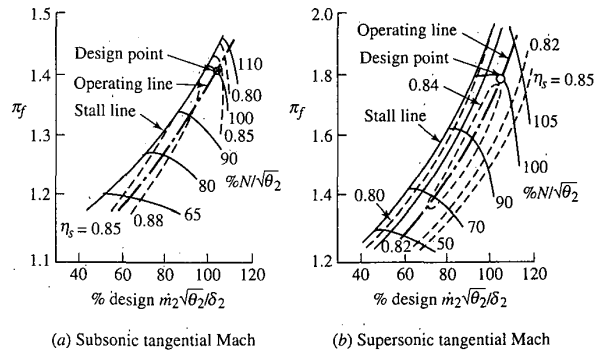 1.5
Design point
1.4
Operating line
110
0.80
π_f
Stall line
100
0.85
1.3
90
%N/√θ₂
80
1.2
65
η_s = 0.85
0.88
1.1
40 60 80 100 120
% design ṁ₂√θ₂/δ₂
(a) Subsonic tangential Mach
2.0
Operating line
0.82
Design point
η_s = 0.85
1.8
0.84
π_f
Stall line
105
1.6
100
%N/√θ₂
90
0.80
1.4
70
50
0.82
1.2
40 60 80 100 120
% design ṁ₂√θ₂/δ₂
(b) Supersonic tangential Mach